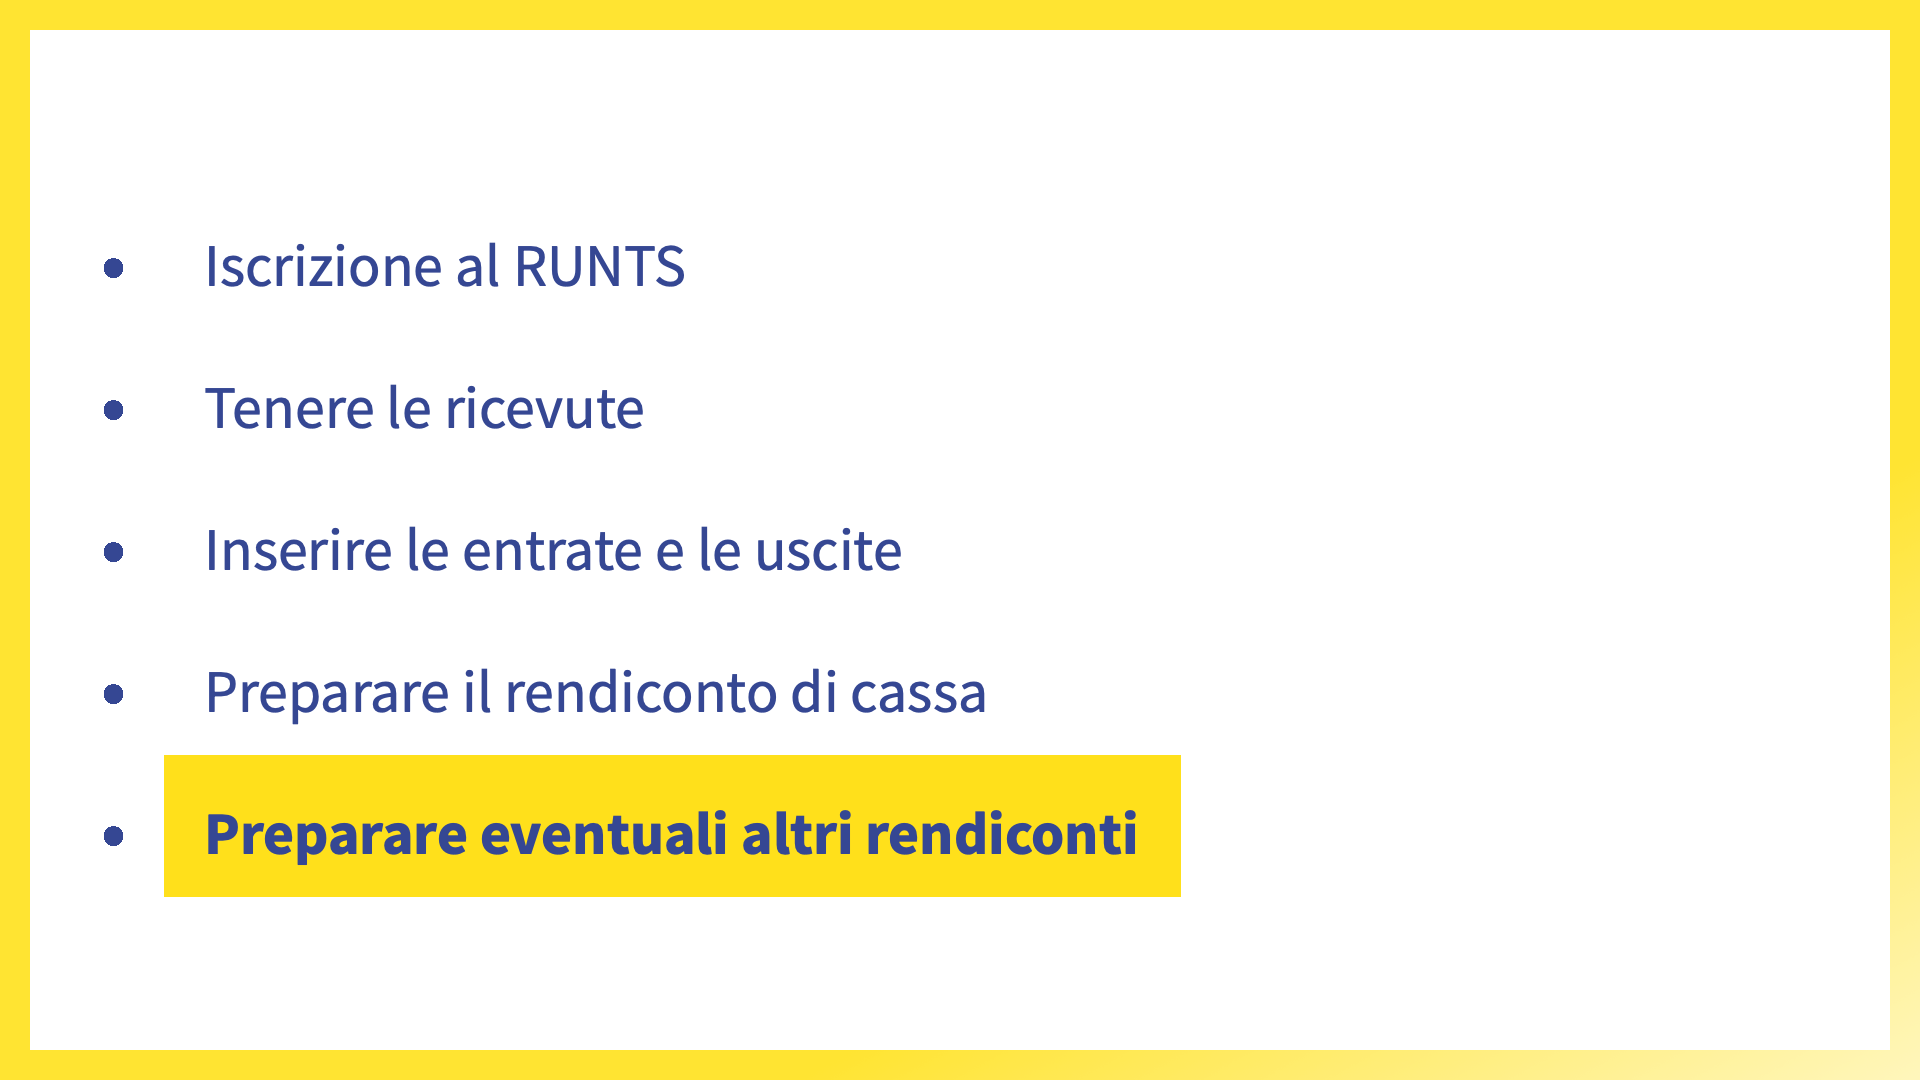 • Iscrizione al RUNTS
• Tenere le ricevute
• Inserire le entrate e le uscite
• Preparare il rendiconto di cassa
• Preparare eventuali altri rendiconti